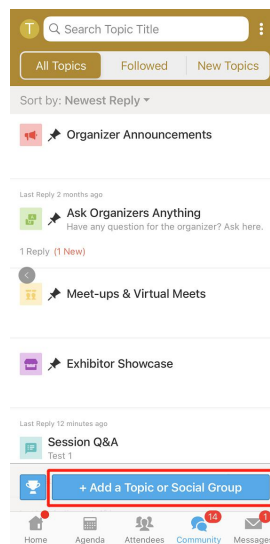 T
Search Topic Title
All Topics
Followed
New Topics
Sort by: Newest Reply
Organizer Announcements
Last Reply 2 months ago
Ask Organizers Anything
Have any question for the organizer? Ask here.
1 Reply (1 New)
Meet-ups & Virtual Meets
Exhibitor Showcase
Last Reply 12 minutes ago
Session Q&A
Test 1
+ Add a Topic or Social Group
14
1
Home
Agenda
Attendees
Community
Messages